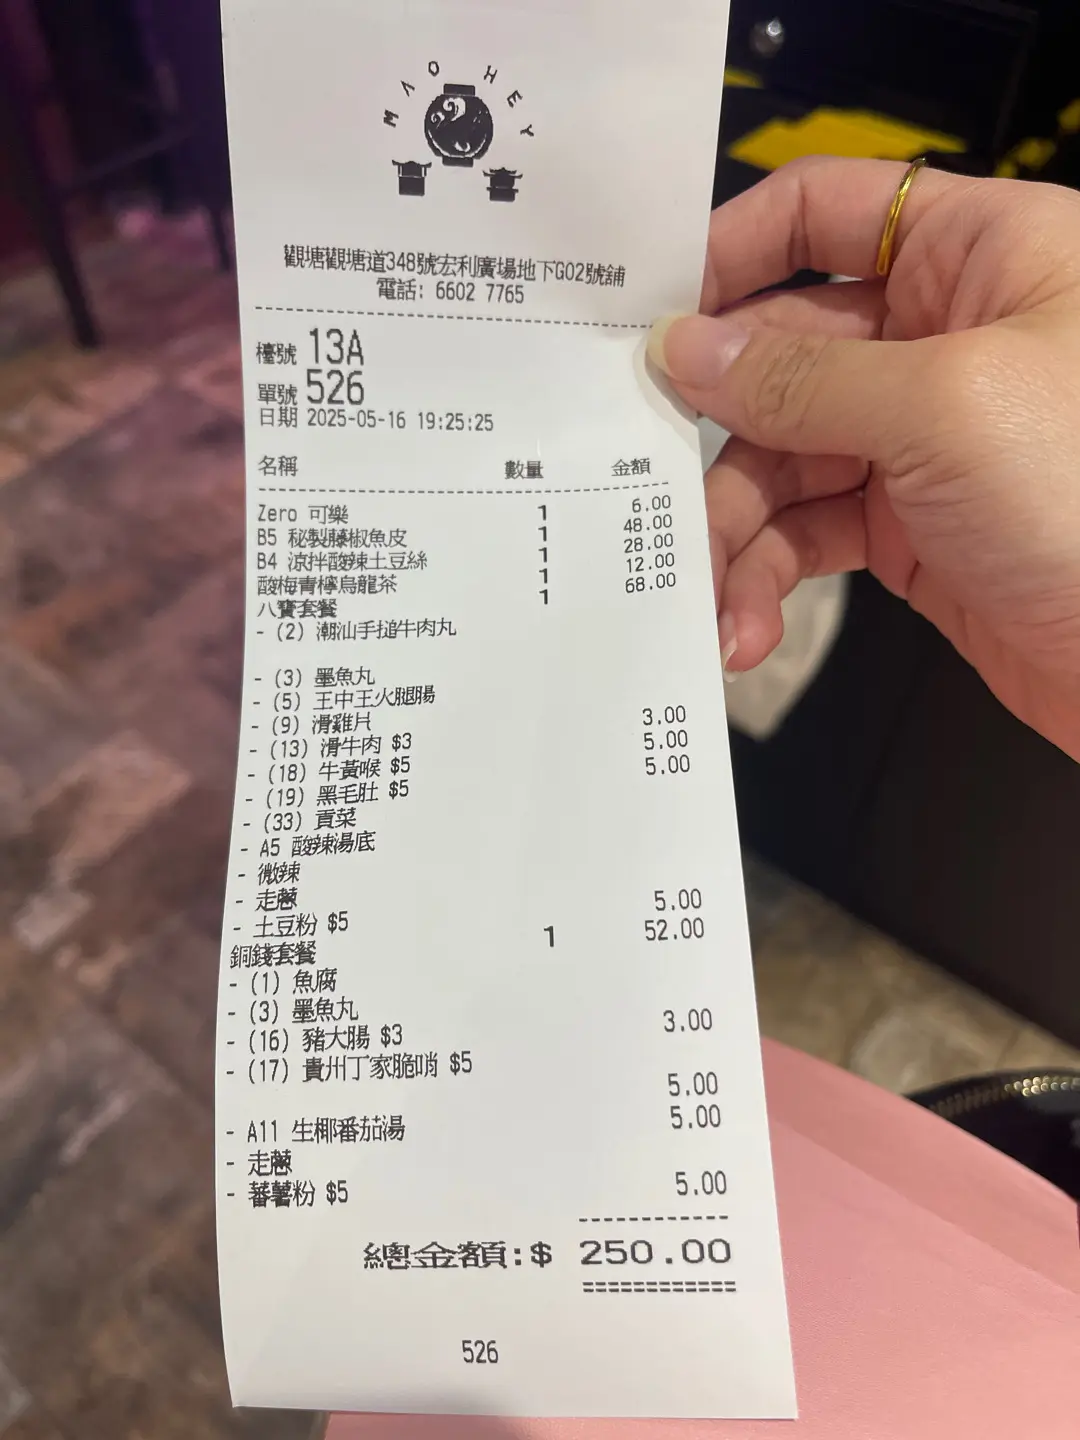 MAO HEY
觀塘觀塘道348號宏利廣場地下G02號舖
電話: 6602 7765
檯號 13A
單號 526
日期 2025-05-16 19:25:25
名稱 數量 金額
Zero 可樂 1 6.00
B5 秘製藤椒魚皮 1 48.00
B4 涼拌酸辣土豆絲 1 28.00
酸梅青檸烏龍茶 1 12.00
八寶套餐 1 68.00
- (2) 潮汕手搥牛肉丸
- (3) 墨魚丸
- (5) 王中王火腿腸
- (9) 滑雞片
- (13) 滑牛肉 $3 3.00
- (18) 牛黃喉 $5 5.00
- (19) 黑毛肚 $5 5.00
- (33) 貢菜
- A5 酸辣湯底
- 微辣
- 走蔥
- 土豆粉 $5 5.00
銅錢套餐 1 52.00
- (1) 魚腐
- (3) 墨魚丸
- (16) 豬大腸 $3 3.00
- (17) 貴州丁家脆哨 $5 5.00
- A11 生椰番茄湯 5.00
- 走蔥
- 蕃薯粉 $5 5.00
總金額:$ 250.00
526